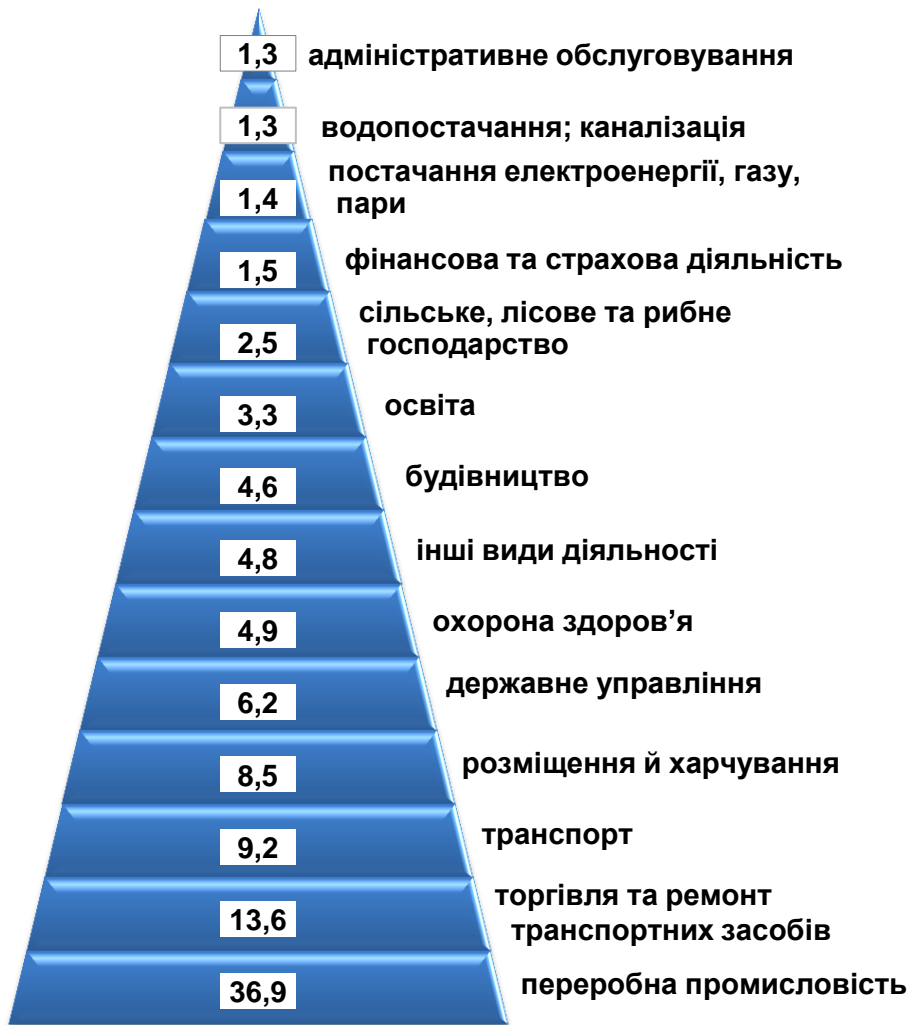 1,3 адміністративне обслуговування
1,3 водопостачання; каналізація
постачання електроенергії, газу,
1,4 пари
1,5 фінансова та страхова діяльність
сільське, лісове та рибне
2,5 господарство
3,3 освіта
4,6 будівництво
4,8 інші види діяльності
4,9 охорона здоров’я
6,2 державне управління
8,5 розміщення й харчування
9,2 транспорт
торгівля та ремонт
13,6 транспортних засобів
36,9 переробна промисловість